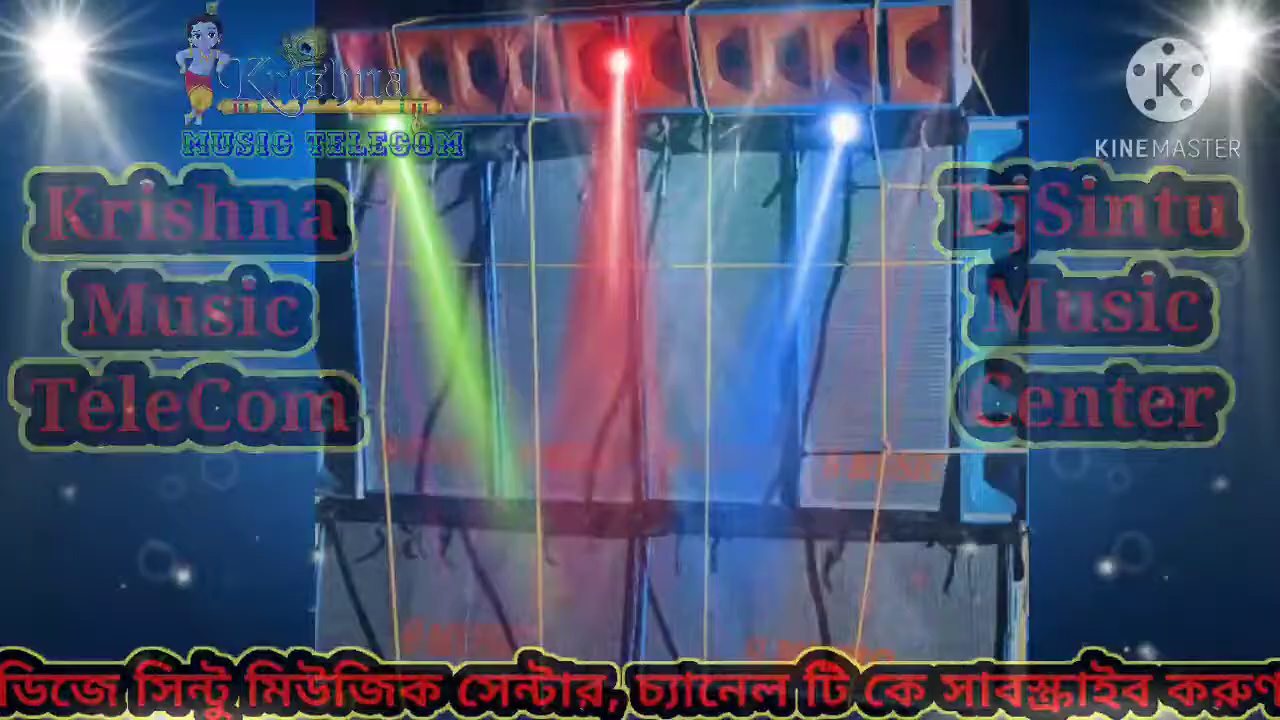 Krishna
MUSIC TELECOM
K
KINEMASTER
Krishna
Music
TeleCom
DjSintu
Music
Center
ডিজে সিন্টু মিউজিক সেন্টার, চ্যানেল টি কে সাবস্ক্রাইব করুণ